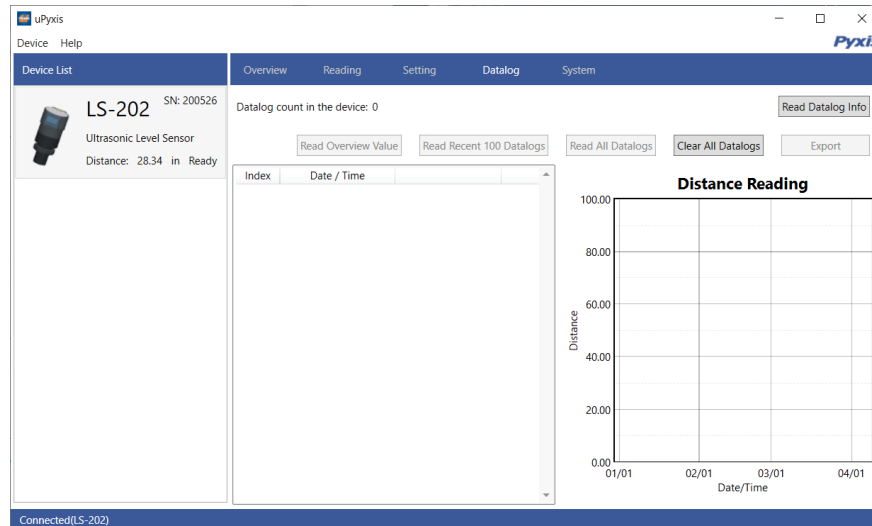 uPyxis
Device Help
Pyxis
Device List
Overview Reading Setting Datalog System
LS-202 SN: 200526
Ultrasonic Level Sensor
Distance: 28.34 in Ready
Datalog count in the device: 0
Read Datalog Info
Read Overview Value Read Recent 100 Datalogs Read All Datalogs Clear All Datalogs Export
Index Date / Time
Distance Reading
100.00
80.00
60.00
40.00
20.00
0.00
Distance
01/01 02/01 03/01 04/01
Date/Time
Connected(LS-202)